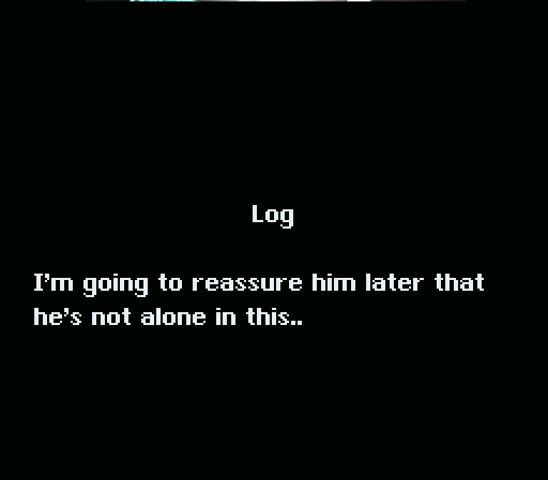 Log
I'm going to reassure him later that
he's not alone in this..